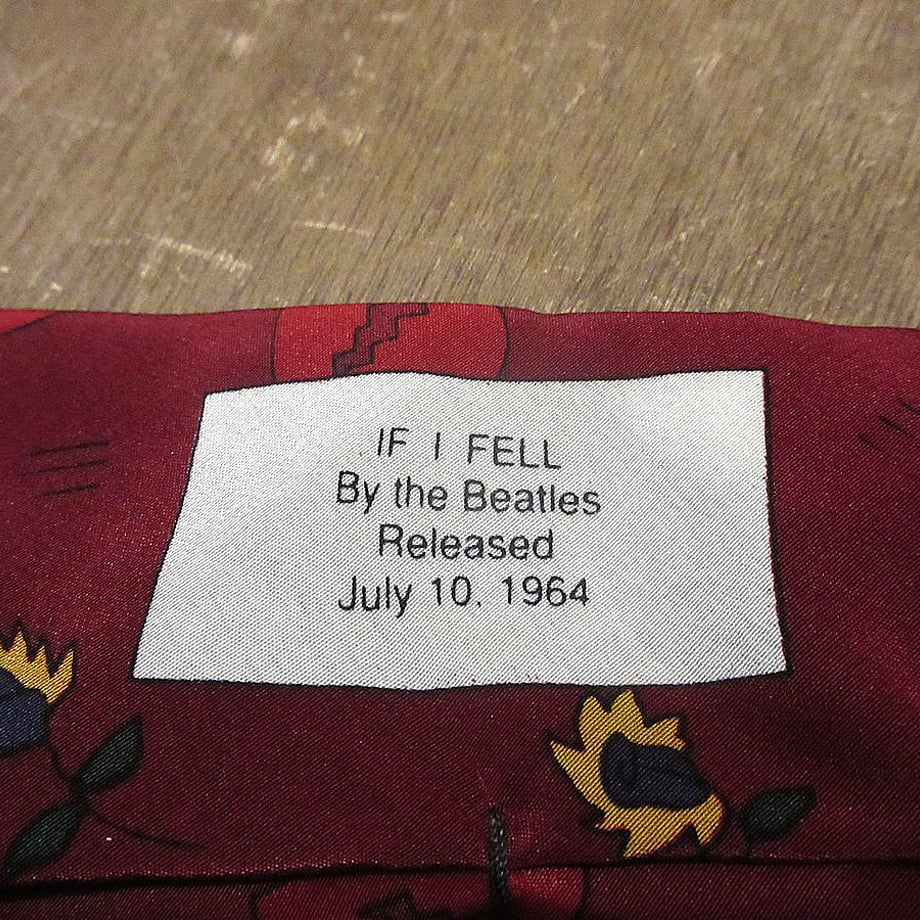 IF I FELL
By the Beatles
Released
July 10, 1964